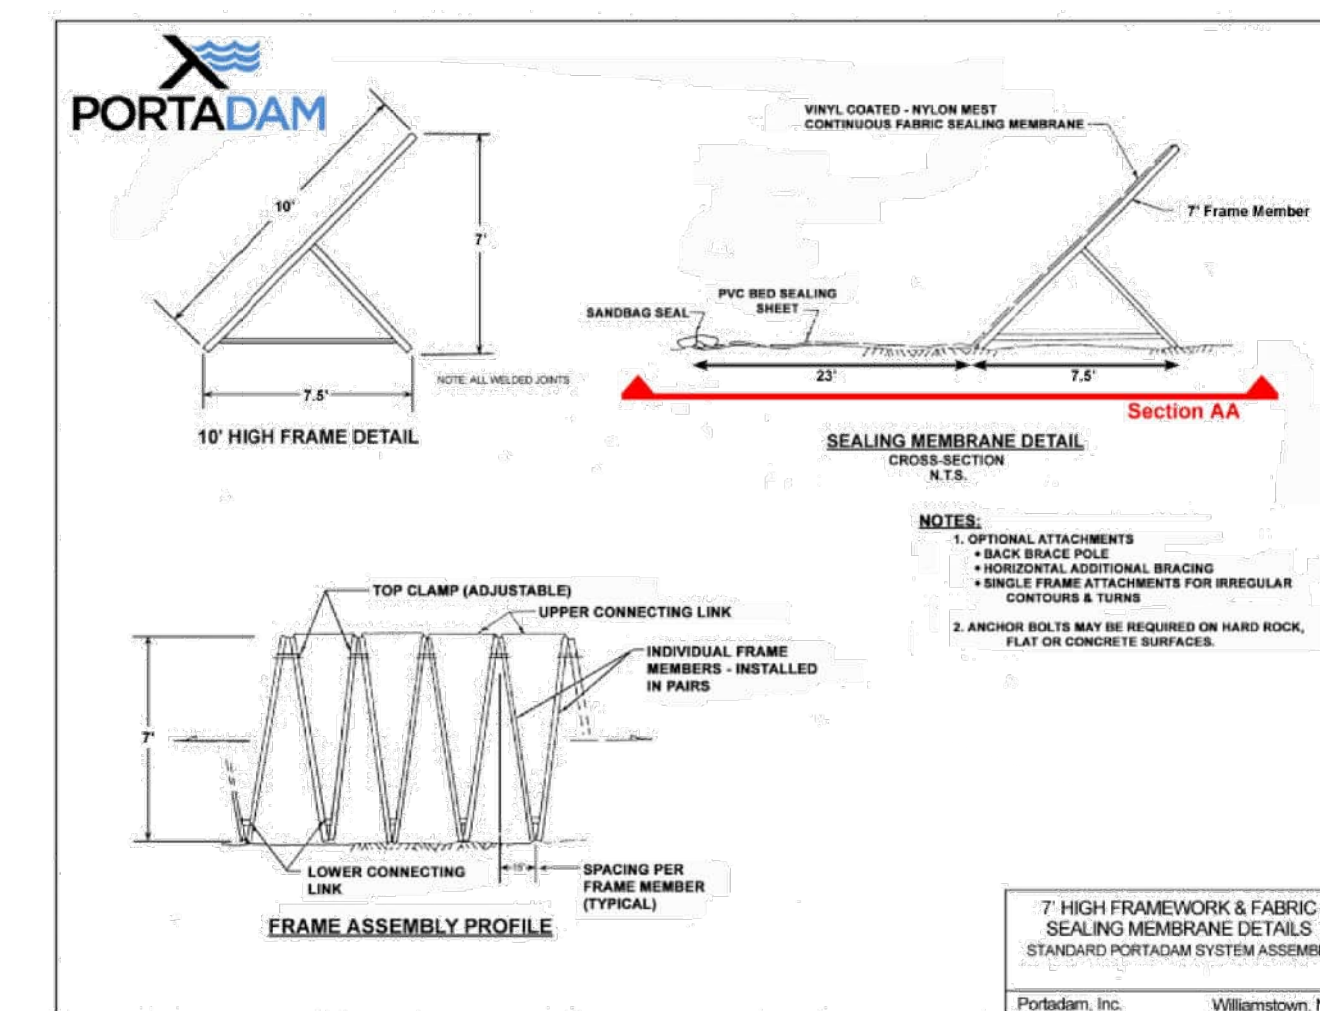 PORTADAM
10'
7'
7.5'
NOTE: ALL WELDED JOINTS
10' HIGH FRAME DETAIL
VINYL COATED - NYLON MEST
CONTINUOUS FABRIC SEALING MEMBRANE
7' Frame Member
PVC BED SEALING
SHEET
SANDBAG SEAL
23'
7.5'
Section AA
SEALING MEMBRANE DETAIL
CROSS-SECTION
N.T.S.
NOTES:
1. OPTIONAL ATTACHMENTS
• BACK BRACE POLE
• HORIZONTAL ADDITIONAL BRACING
• SINGLE FRAME ATTACHMENTS FOR IRREGULAR
CONTOURS & TURNS
2. ANCHOR BOLTS MAY BE REQUIRED ON HARD ROCK,
FLAT OR CONCRETE SURFACES.
TOP CLAMP (ADJUSTABLE)
UPPER CONNECTING LINK
INDIVIDUAL FRAME
MEMBERS - INSTALLED
IN PAIRS
7'
LOWER CONNECTING
LINK
SPACING PER
FRAME MEMBER
(TYPICAL)
FRAME ASSEMBLY PROFILE
7' HIGH FRAMEWORK & FABRIC
SEALING MEMBRANE DETAILS
STANDARD PORTADAM SYSTEM
Portadam, Inc.
Williamstown,